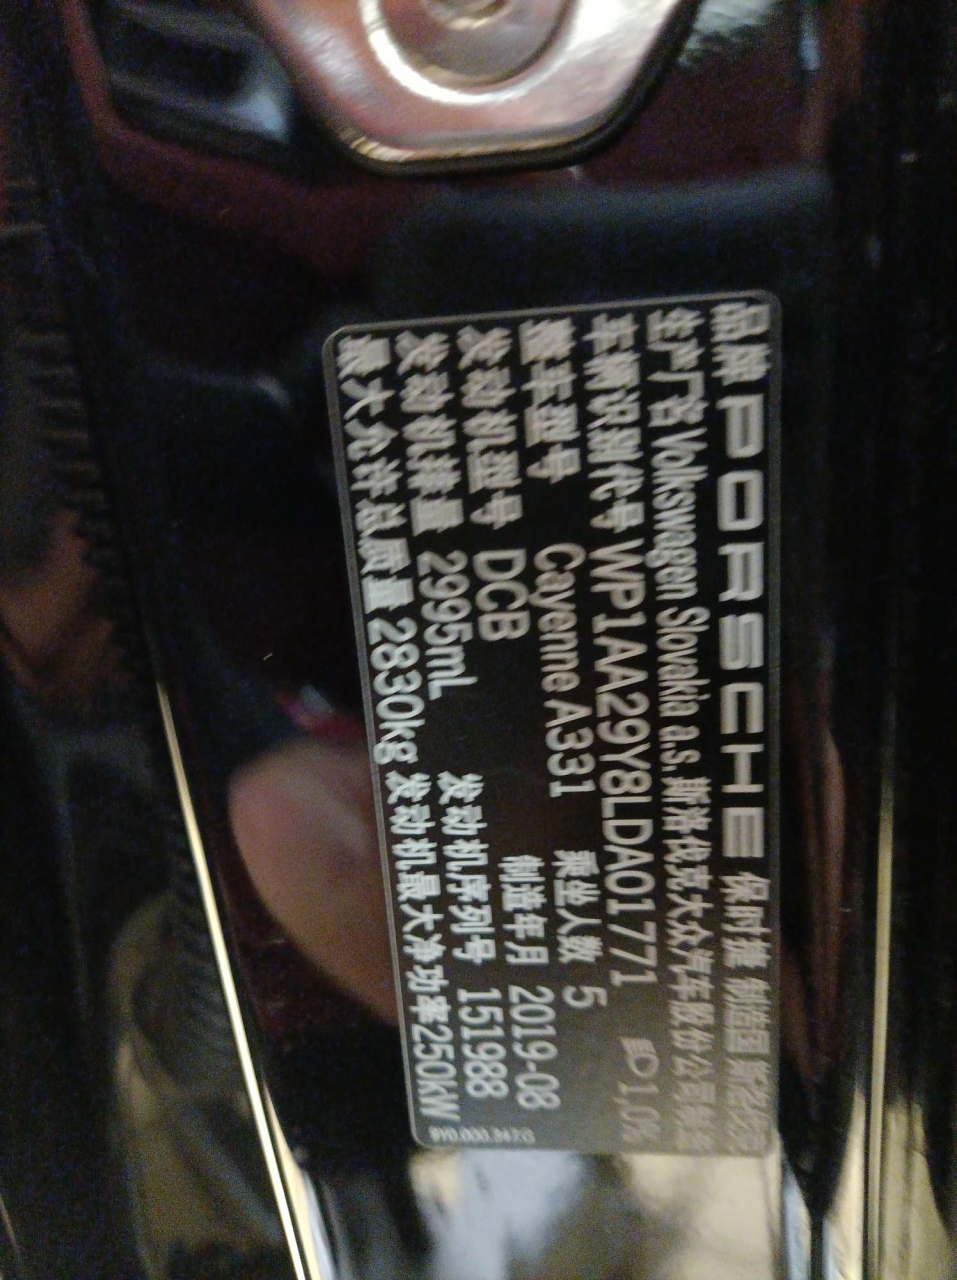 品牌 PORSCHE 保时捷 制造国 斯洛伐克
生产厂名 Volkswagen Slovakia a.s. 斯洛伐克大众汽车股份公司
车辆识别代号 WP1AA29Y8LDA01771 1,0%
整车型号 Cayenne A331 乘坐人数 5
发动机型号 DCB 制造年月 2019-08
发动机排量 2995mL 发动机序列号 151988
最大允许总质量 2830kg 发动机最大净功率250kW
9Y0.000.347.G